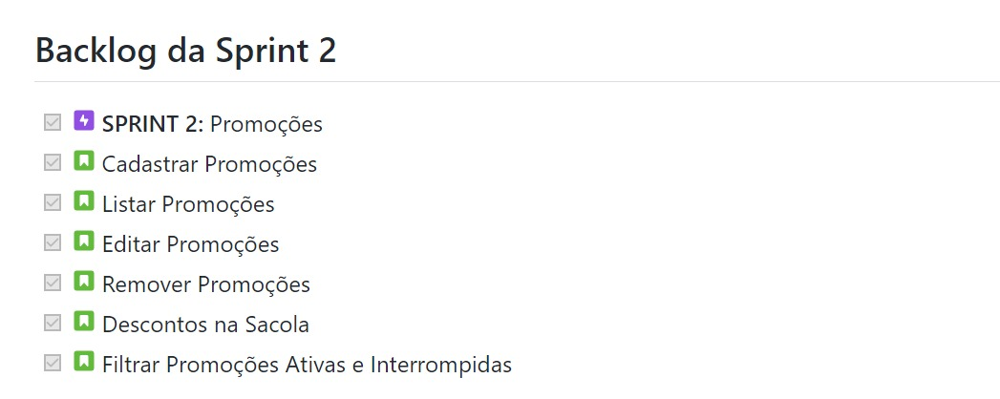 Backlog da Sprint 2
SPRINT 2: Promoções
Cadastrar Promoções
Listar Promoções
Editar Promoções
Remover Promoções
Descontos na Sacola
Filtrar Promoções Ativas e Interrompidas